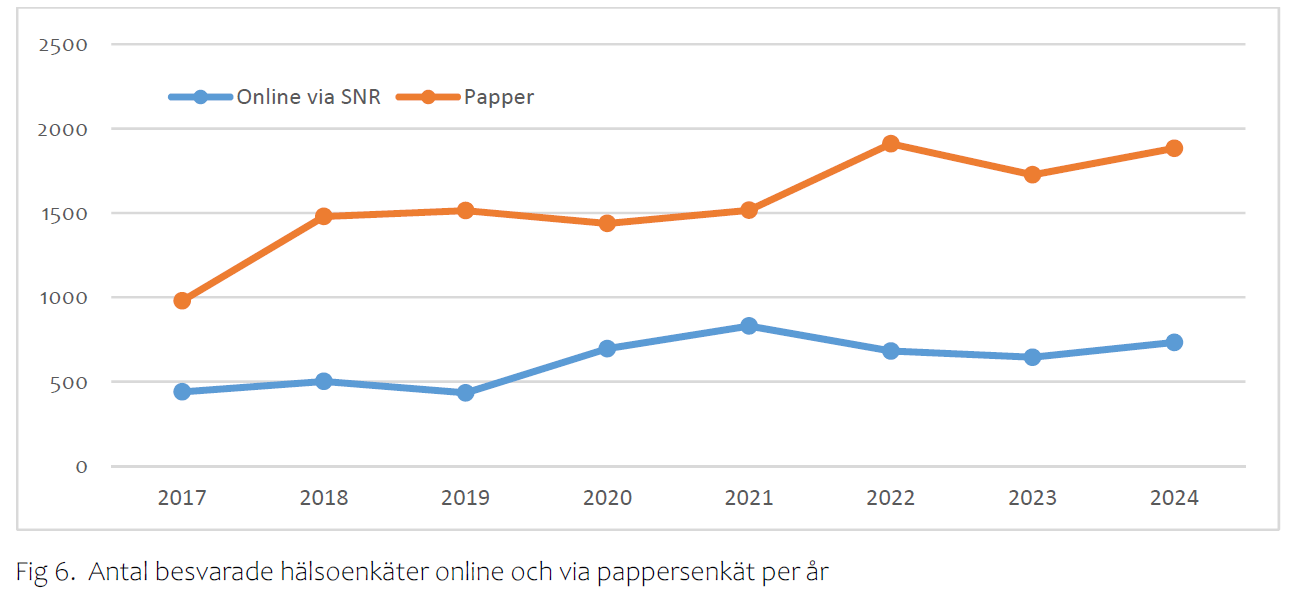 2500
Online via SNR Papper
2000
1500
1000
500
0
2017 2018 2019 2020 2021 2022 2023 2024
Fig 6. Antal besvarade hälsoenkäter online och via pappersenkät per år